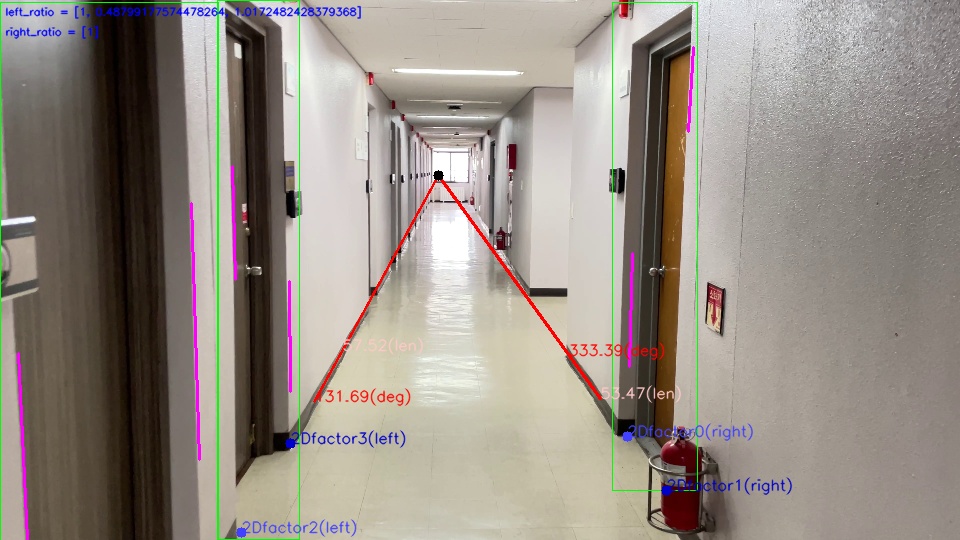 left_ratio = [1, 0.48799177574478264, 1.0172482428379368]
right_ratio = [1]
57.52(len)
333.39(deg)
131.69(deg)
53.47(len)
2Dfactor3(left)
2Dfactor0(right)
2Dfactor1(right)
2Dfactor2(left)